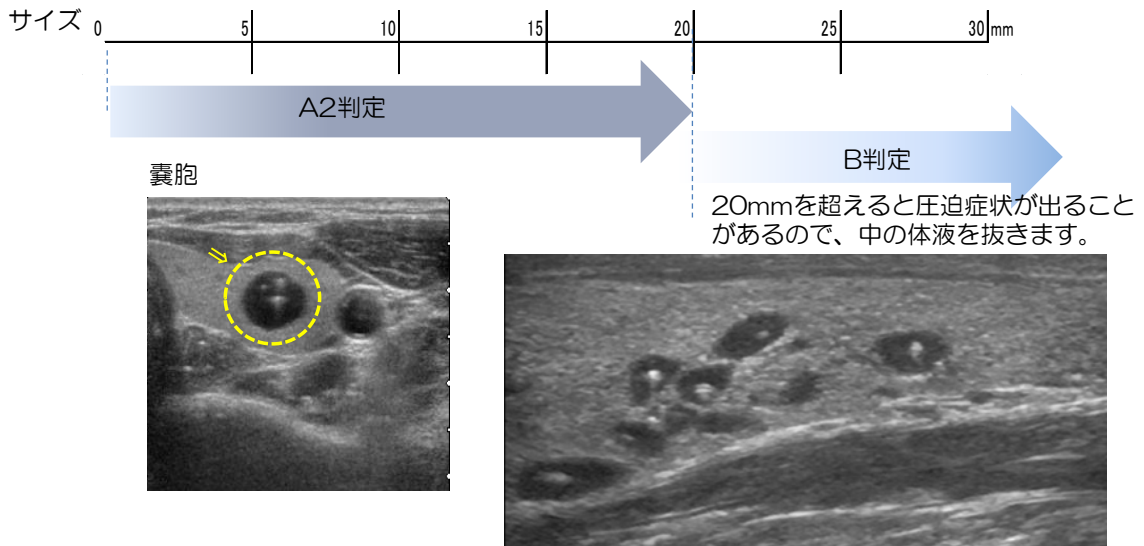 サイズ 0 5 10 15 20 25 30mm
A2判定
B判定
嚢胞
20mmを超えると圧迫症状が出ること
があるので、中の体液を抜きます。